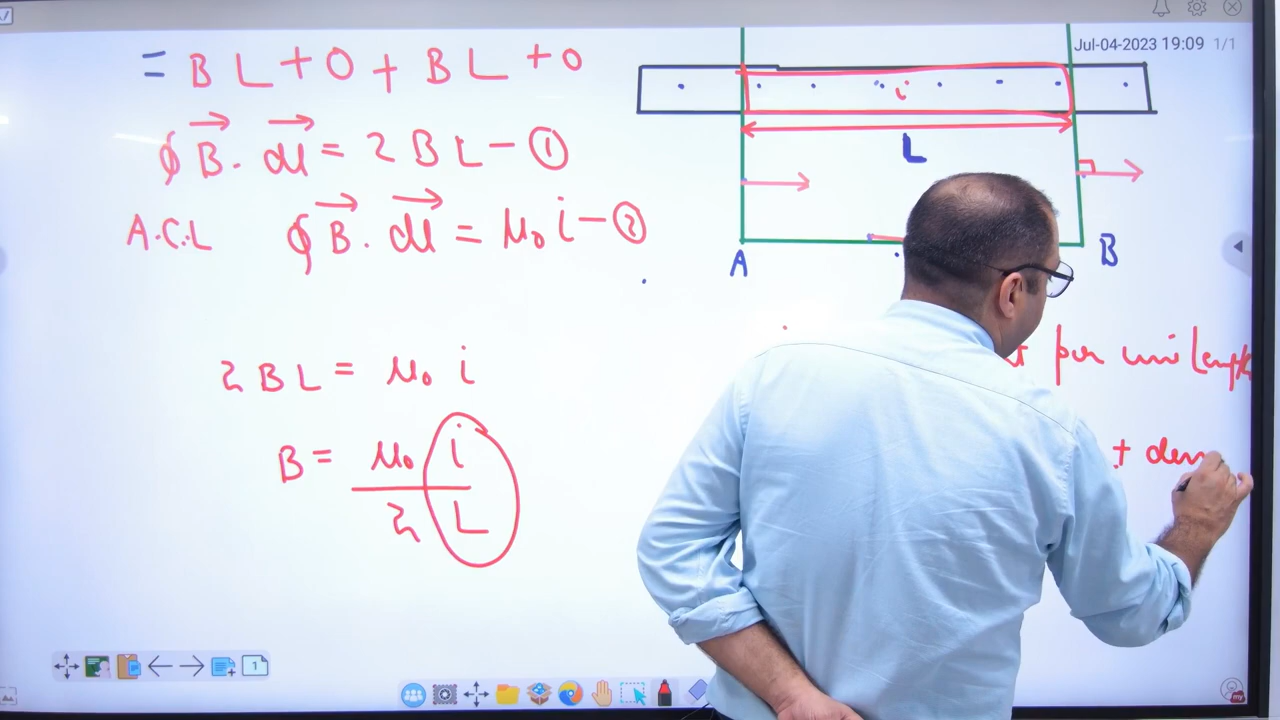 = B L + 0 + B L + 0
∮ B⃗ . dl⃗ = 2 B L — ①
A.C.L ∮ B⃗ . dl⃗ = μ₀ i — ②
2 B L = μ₀ i
B = μ₀ i / 2 L
Jul-04-2023 19:09 1/1
i
L
A B
per unit length